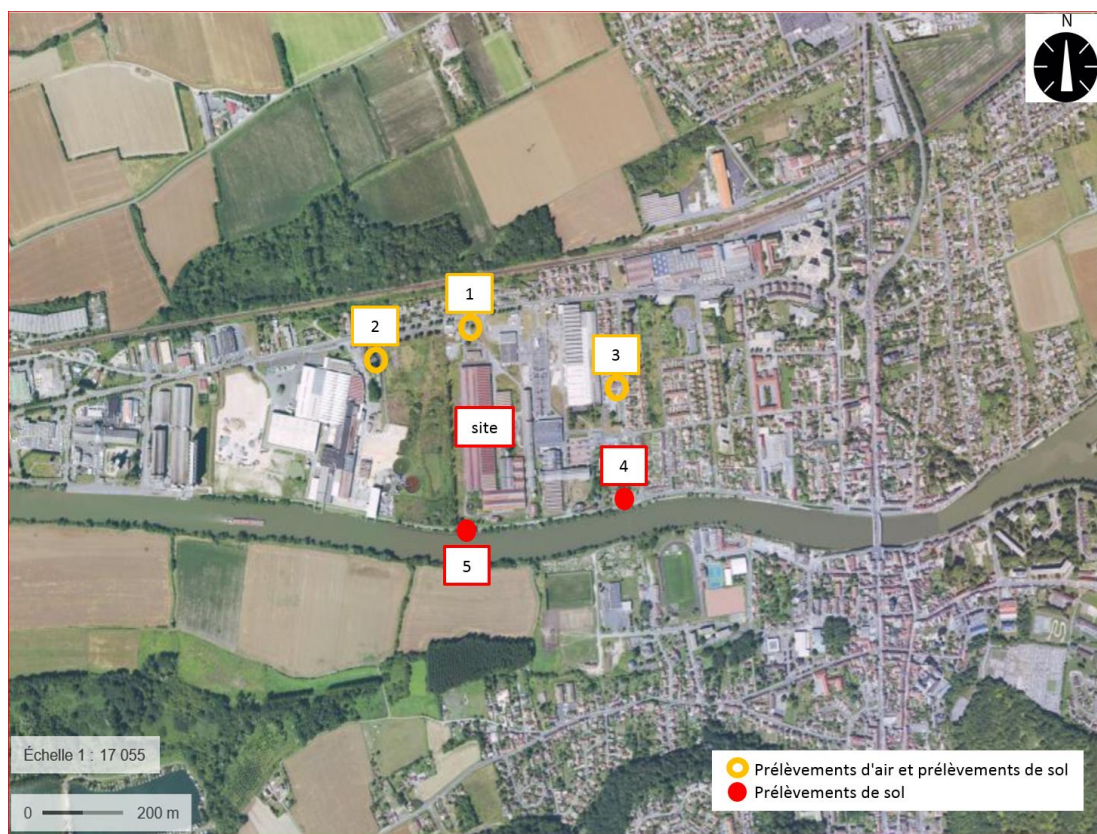 N
1
2
3
site
4
5
Échelle 1 : 17 055
0 200 m
Prélèvements d'air et prélèvements de sol
Prélèvements de sol